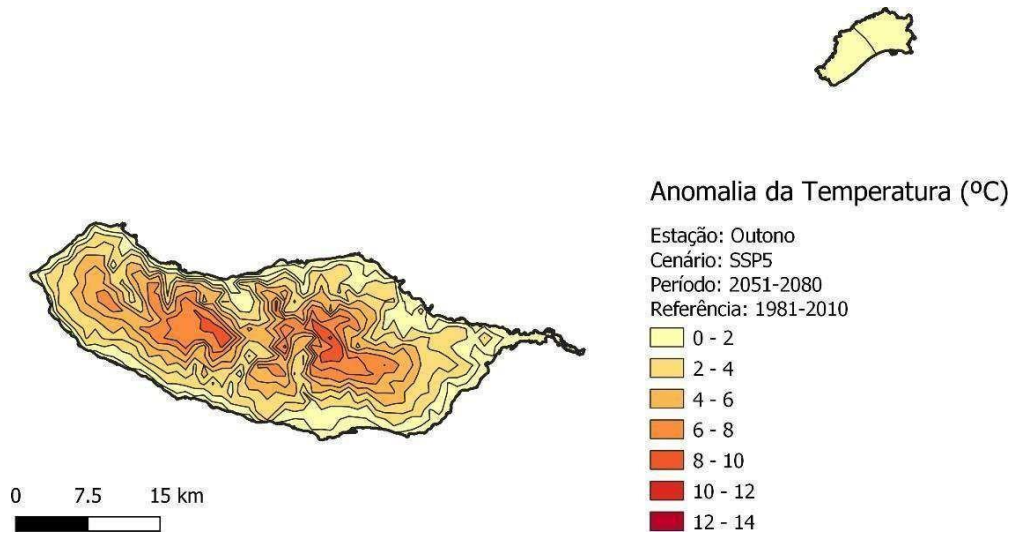 Anomalia da Temperatura (ºC)
Estação: Outono
Cenário: SSP5
Período: 2051-2080
Referência: 1981-2010
0 - 2
2 - 4
4 - 6
6 - 8
8 - 10
10 - 12
12 - 14
0 7.5 15 km